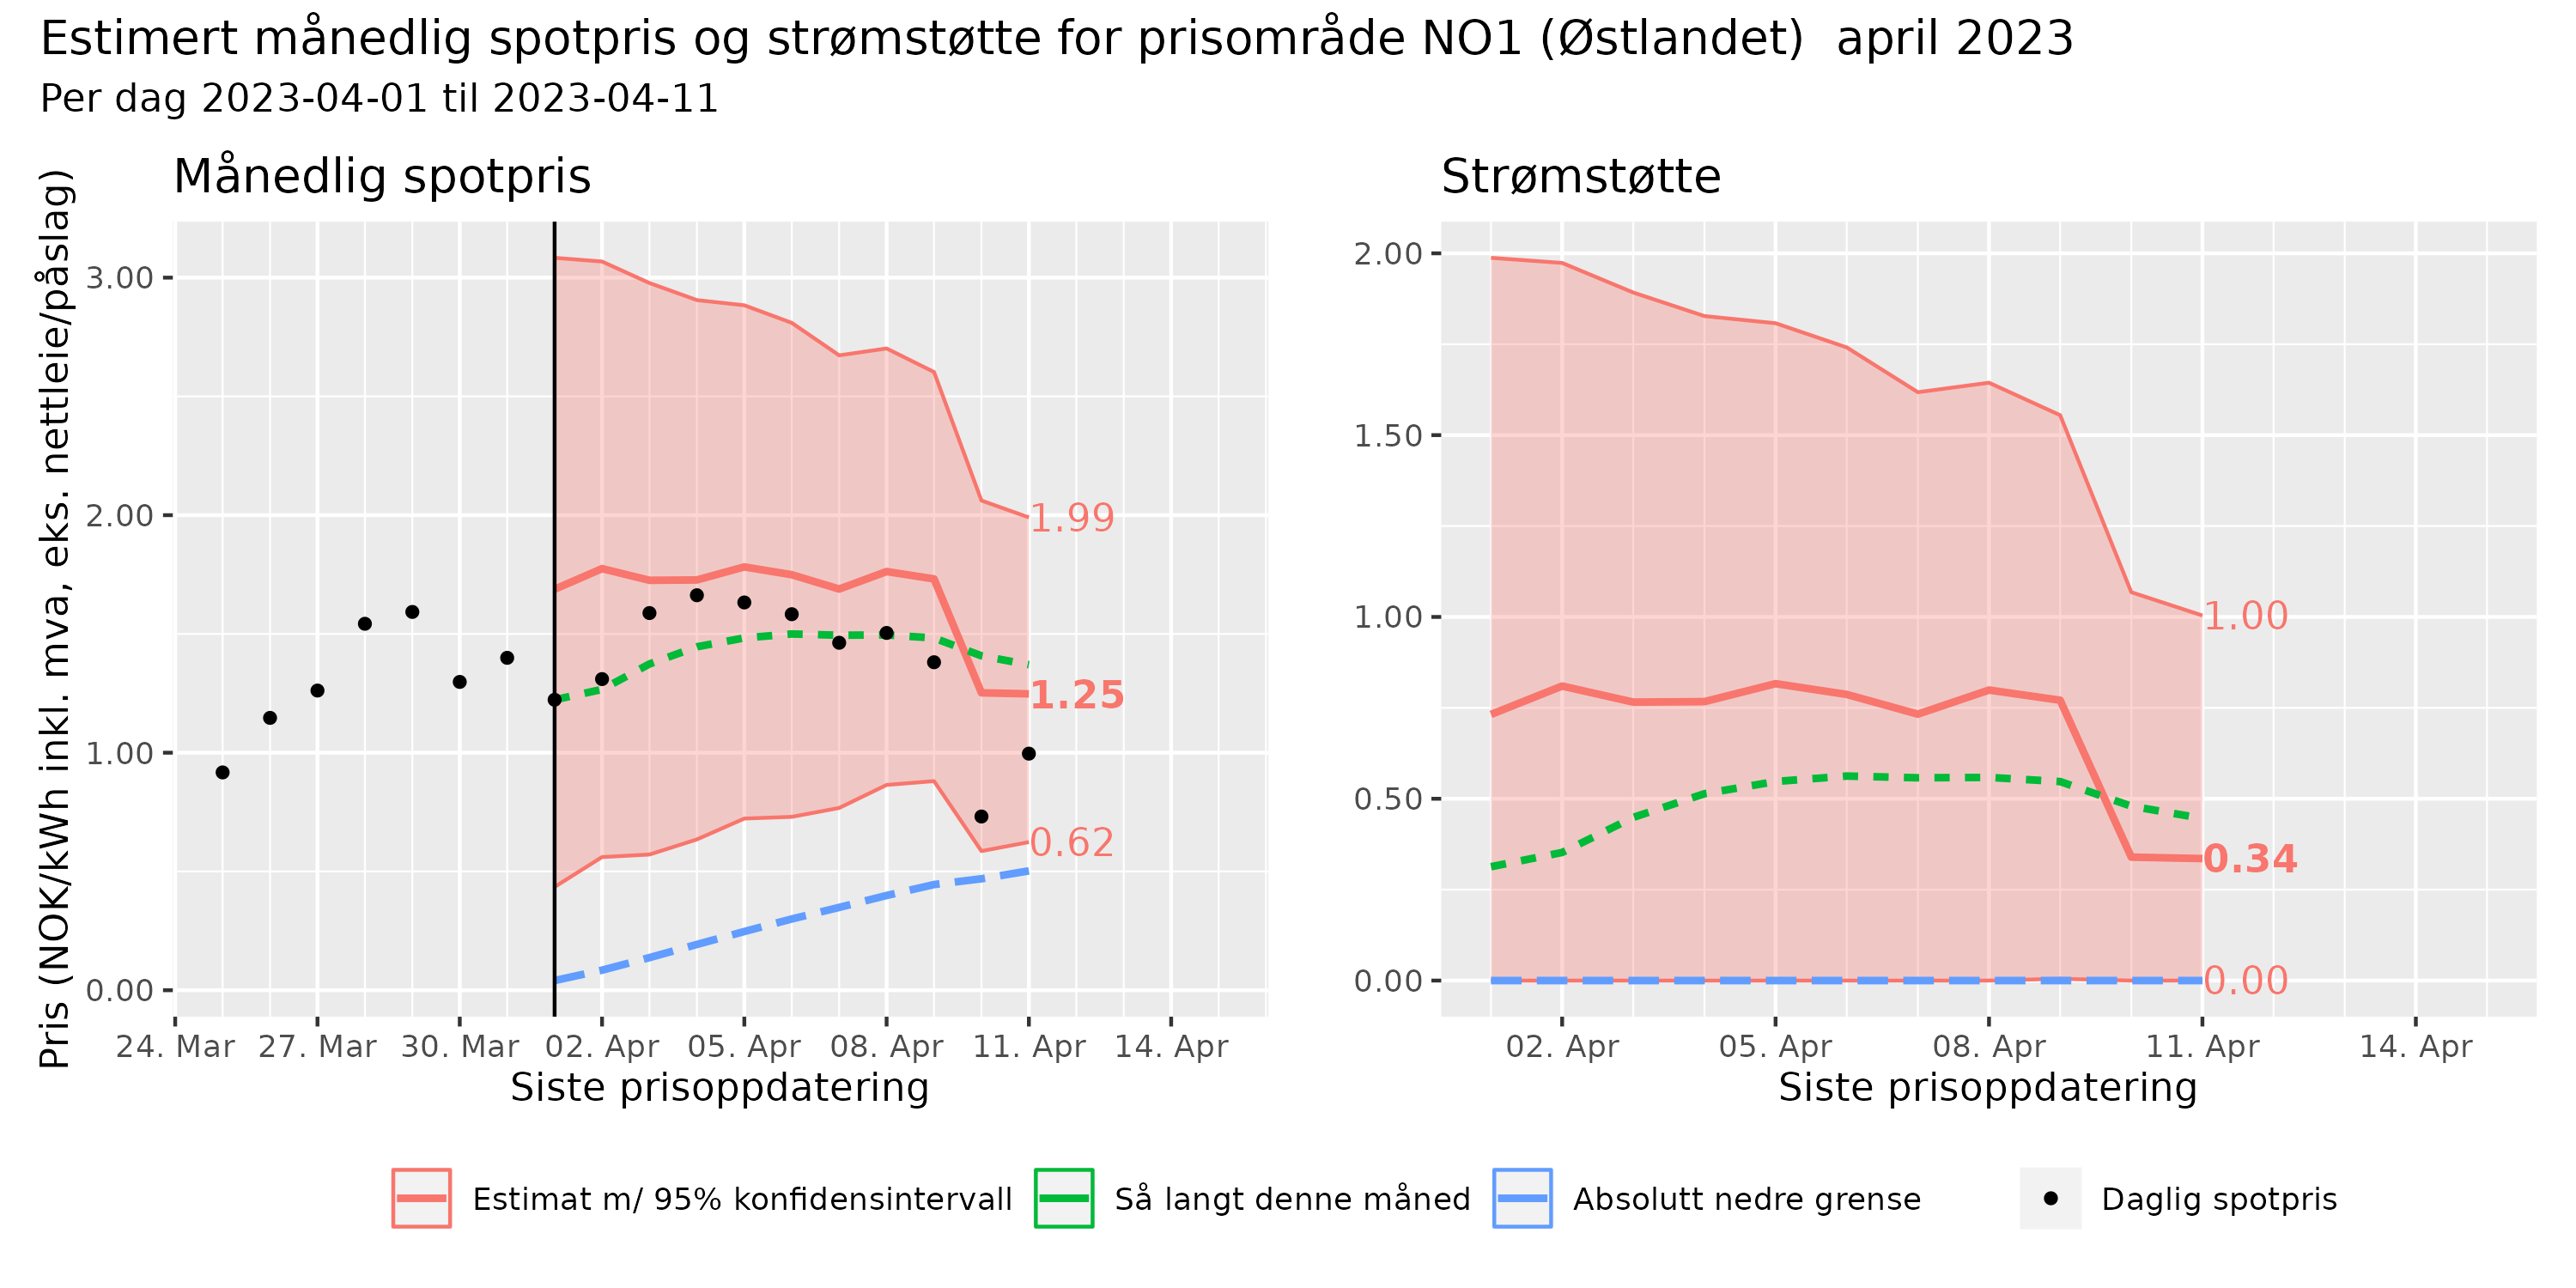 Estimert månedlig spotpris og strømstøtte for prisområde NO1 (Østlandet)  april 2023
Per dag 2023-04-01 til 2023-04-11
Månedlig spotpris
Pris (NOK/kWh inkl. mva, eks. nettleie/påslag)
3.00
2.00
1.00
0.00
1.99
1.25
0.62
24. Mar 27. Mar 30. Mar 02. Apr 05. Apr 08. Apr 11. Apr 14. Apr
Siste prisoppdatering
Strømstøtte
2.00
1.50
1.00
0.50
0.00
1.00
0.34
0.00
02. Apr 05. Apr 08. Apr 11. Apr 14. Apr
Siste prisoppdatering
Estimat m/ 95% konfidensintervall Så langt denne måned Absolutt nedre grense Daglig spotpris